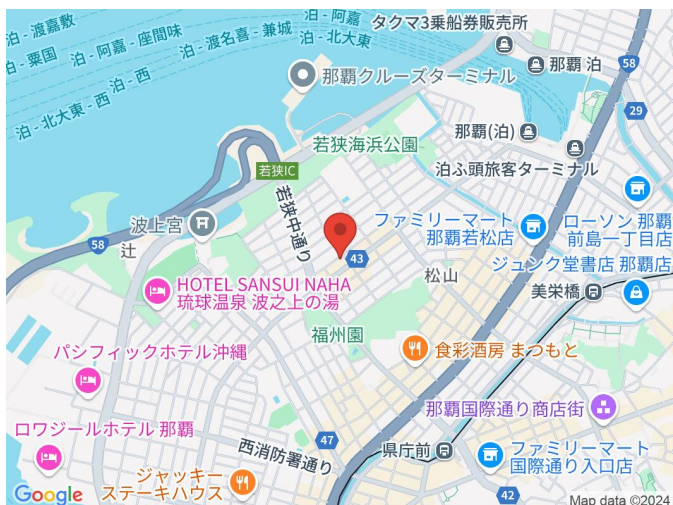 泊 - 渡嘉敷
泊 - 粟国
泊 - 阿嘉 - 座間味
泊 - 渡名喜 - 兼城
泊 - 阿嘉
泊 - 北大東
泊 - 北大東 - 西
泊 - 西
タクマ3乗船券販売所
那覇 泊
58
那覇クルーズターミナル
29
那覇(泊)
若狭海浜公園
泊ふ頭旅客ターミナル
若狭IC
若狭中通り
波上宮
ファミリーマート
那覇若松店
ローソン 那覇
前島一丁目店
58
辻
43
松山
ジュンク堂書店 那覇店
HOTEL SANSUI NAHA
琉球温泉 波之上の湯
美栄橋
福州園
食彩酒房 まつもと
パシフィックホテル沖縄
那覇国際通り商店街
ロワジールホテル 那覇
47
西消防署通り
県庁前
ファミリーマート
国際通り入口店
ジャッキー
ステーキハウス
42
Google
Map data ©2024